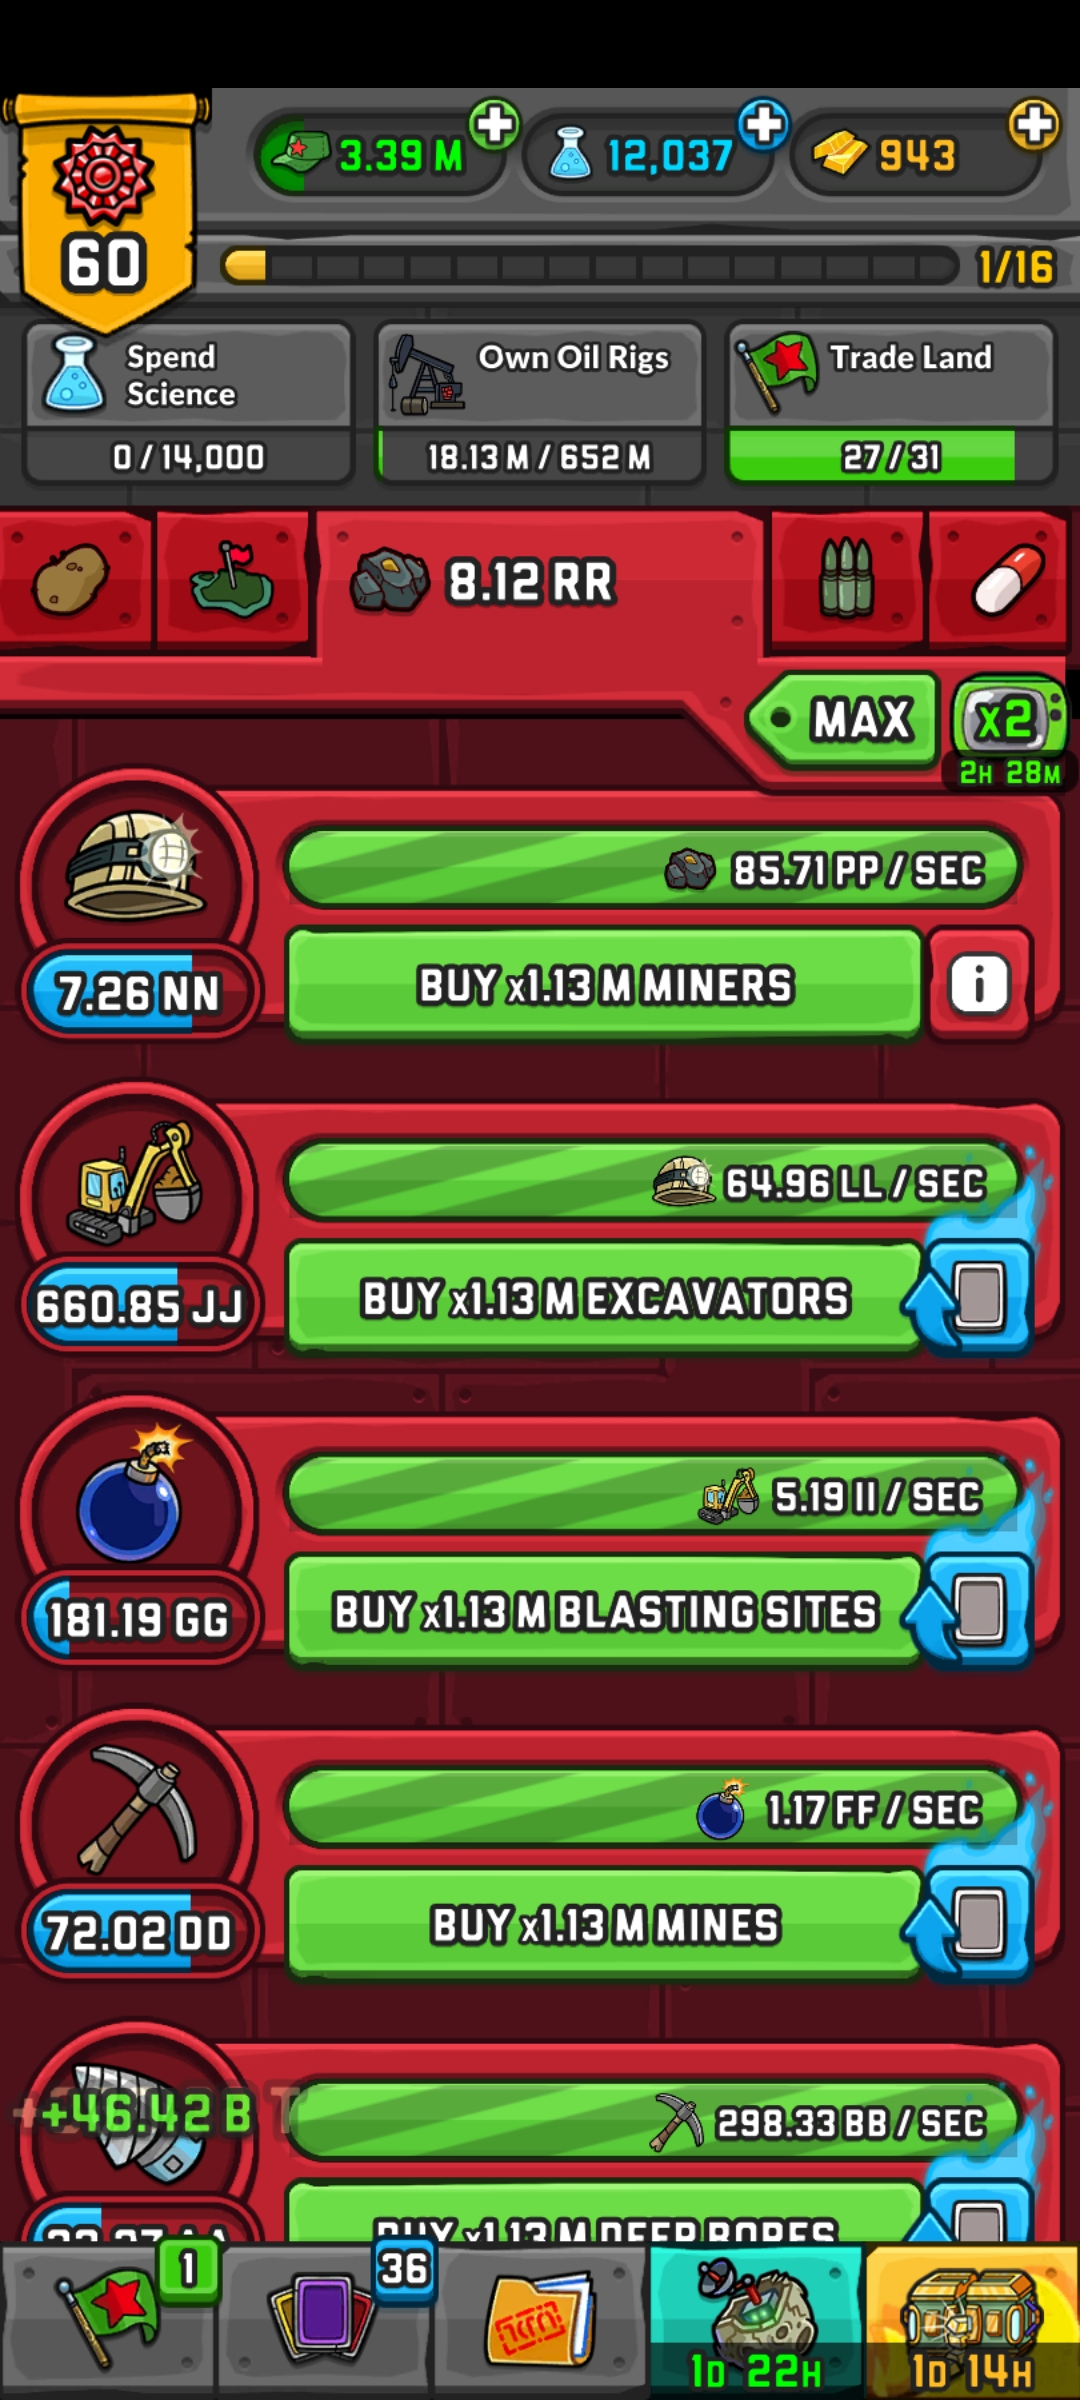 60
3.39 M
12,037
943
1/16
Spend
Science
0 / 14,000
Own Oil Rigs
18.13 M / 652 M
Trade Land
27 / 31
8.12 RR
MAX
x2
2H 28M
85.71 PP / SEC
7.26 NN
BUY x1.13 M MINERS
64.96 LL / SEC
660.85 JJ
BUY x1.13 M EXCAVATORS
5.19 II / SEC
181.19 GG
BUY x1.13 M BLASTING SITES
1.17 FF / SEC
72.02 DD
BUY x1.13 M MINES
+46.42 B
298.33 BB / SEC
BUY x1.13 M DEEP BORES
1
36
1D 22H
1D 14H